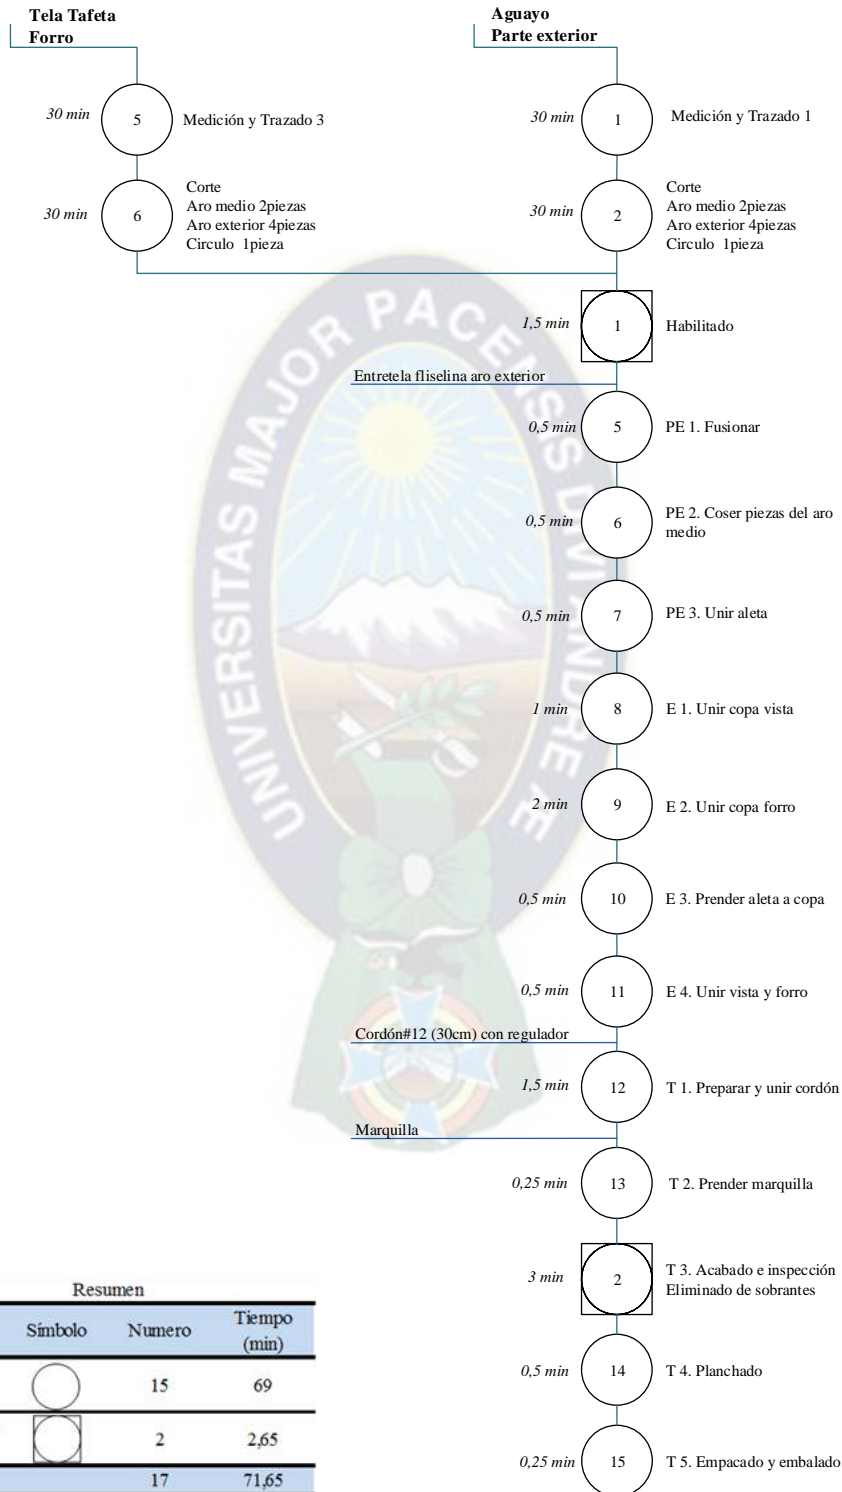 Tela Tafeta
Forro
Aguayo
Parte exterior
30 min
5
Medición y Trazado 3
30 min
1
Medición y Trazado 1
30 min
6
Corte
Aro medio 2piezas
Aro exterior 4piezas
Circulo 1pieza
30 min
2
Corte
Aro medio 2piezas
Aro exterior 4piezas
Circulo 1pieza
1,5 min
1
Habilitado
Entretela fliselina aro exterior
0,5 min
5
PE 1. Fusionar
0,5 min
6
PE 2. Coser piezas del aro
medio
0,5 min
7
PE 3. Unir aleta
1 min
8
E 1. Unir copa vista
2 min
9
E 2. Unir copa forro
0,5 min
10
E 3. Prender aleta a copa
0,5 min
11
E 4. Unir vista y forro
Cordón#12 (30cm) con regulador
1,5 min
12
T 1. Preparar y unir cordón
Marquilla
0,25 min
13
T 2. Prender marquilla
3 min
2
T 3. Acabado e inspección
Eliminado de sobrantes
0,5 min
14
T 4. Planchado
0,25 min
15
T 5. Empacado y embalado
Resumen
Símbolo Numero Tiempo
(min)
15 69
2 2,65
17 71,65
UNIVERSITAS MAJOR PACENSIS DIVI ANDRE Æ